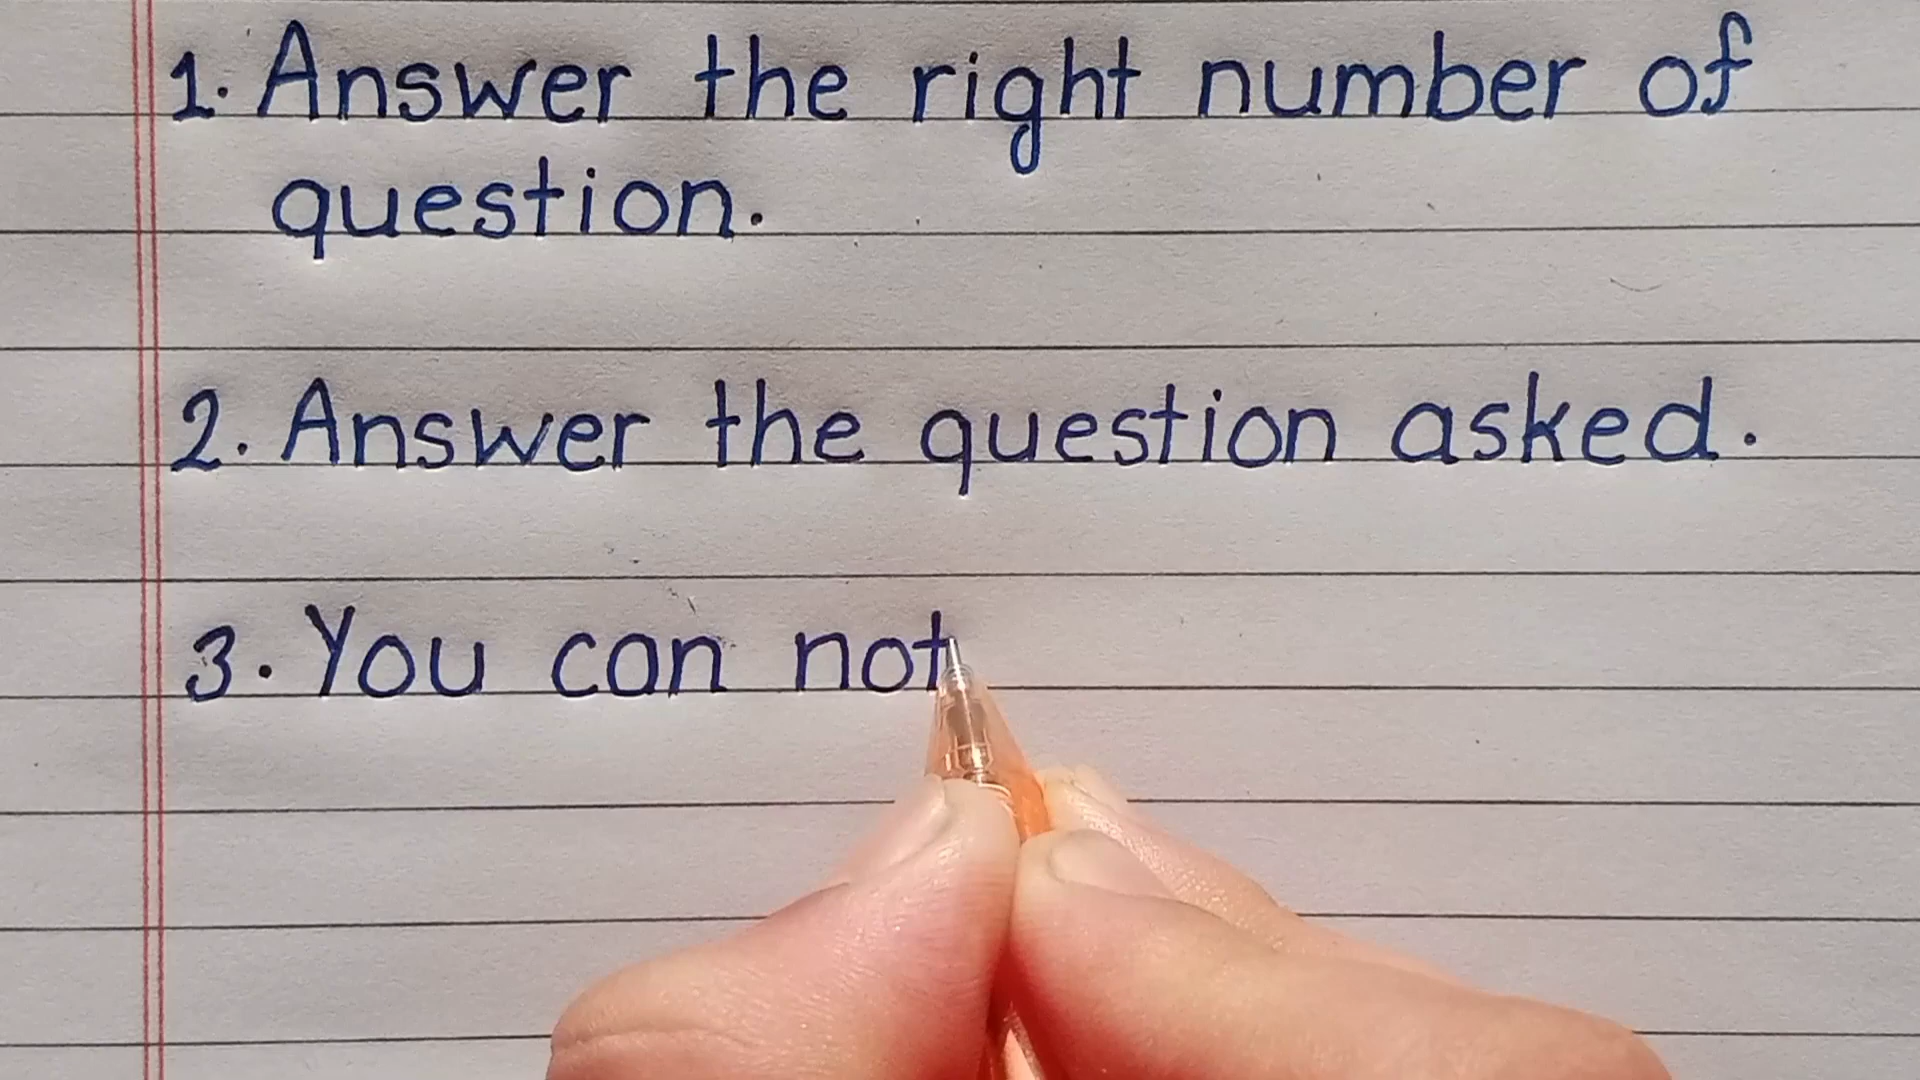 1. Answer the right number of
question.
2. Answer the question asked.
3. You can not